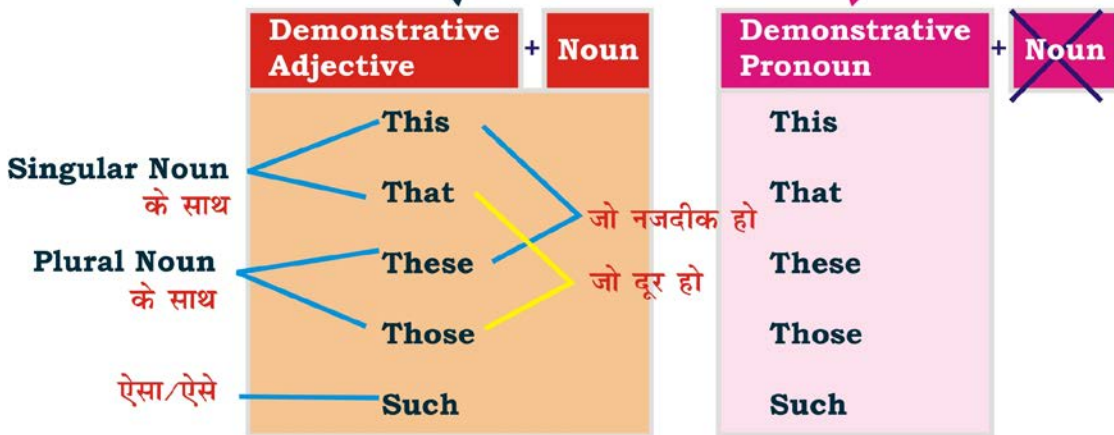 Demonstrative Adjective + Noun
Demonstrative Pronoun + Noun
Singular Noun
के साथ
Plural Noun
के साथ
ऐसा/ऐसे
This
That
These
Those
Such
जो नजदीक हो
जो दूर हो
This
That
These
Those
Such